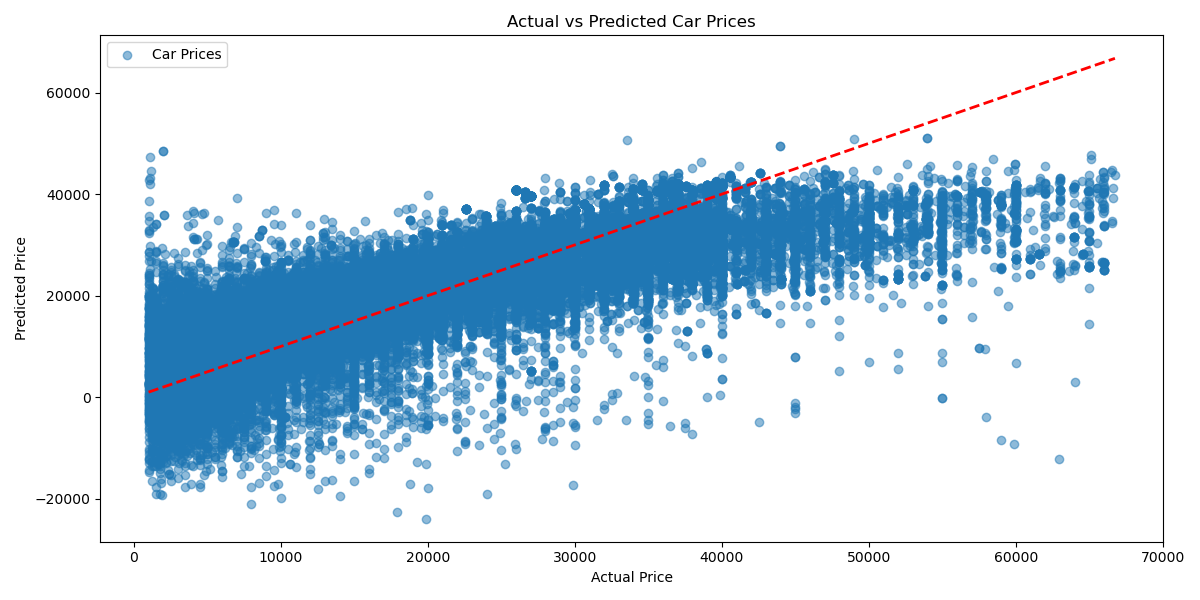 Actual vs Predicted Car Prices
Car Prices
Predicted Price
60000
40000
20000
0
−20000
0 10000 20000 30000 40000 50000 60000 70000
Actual Price